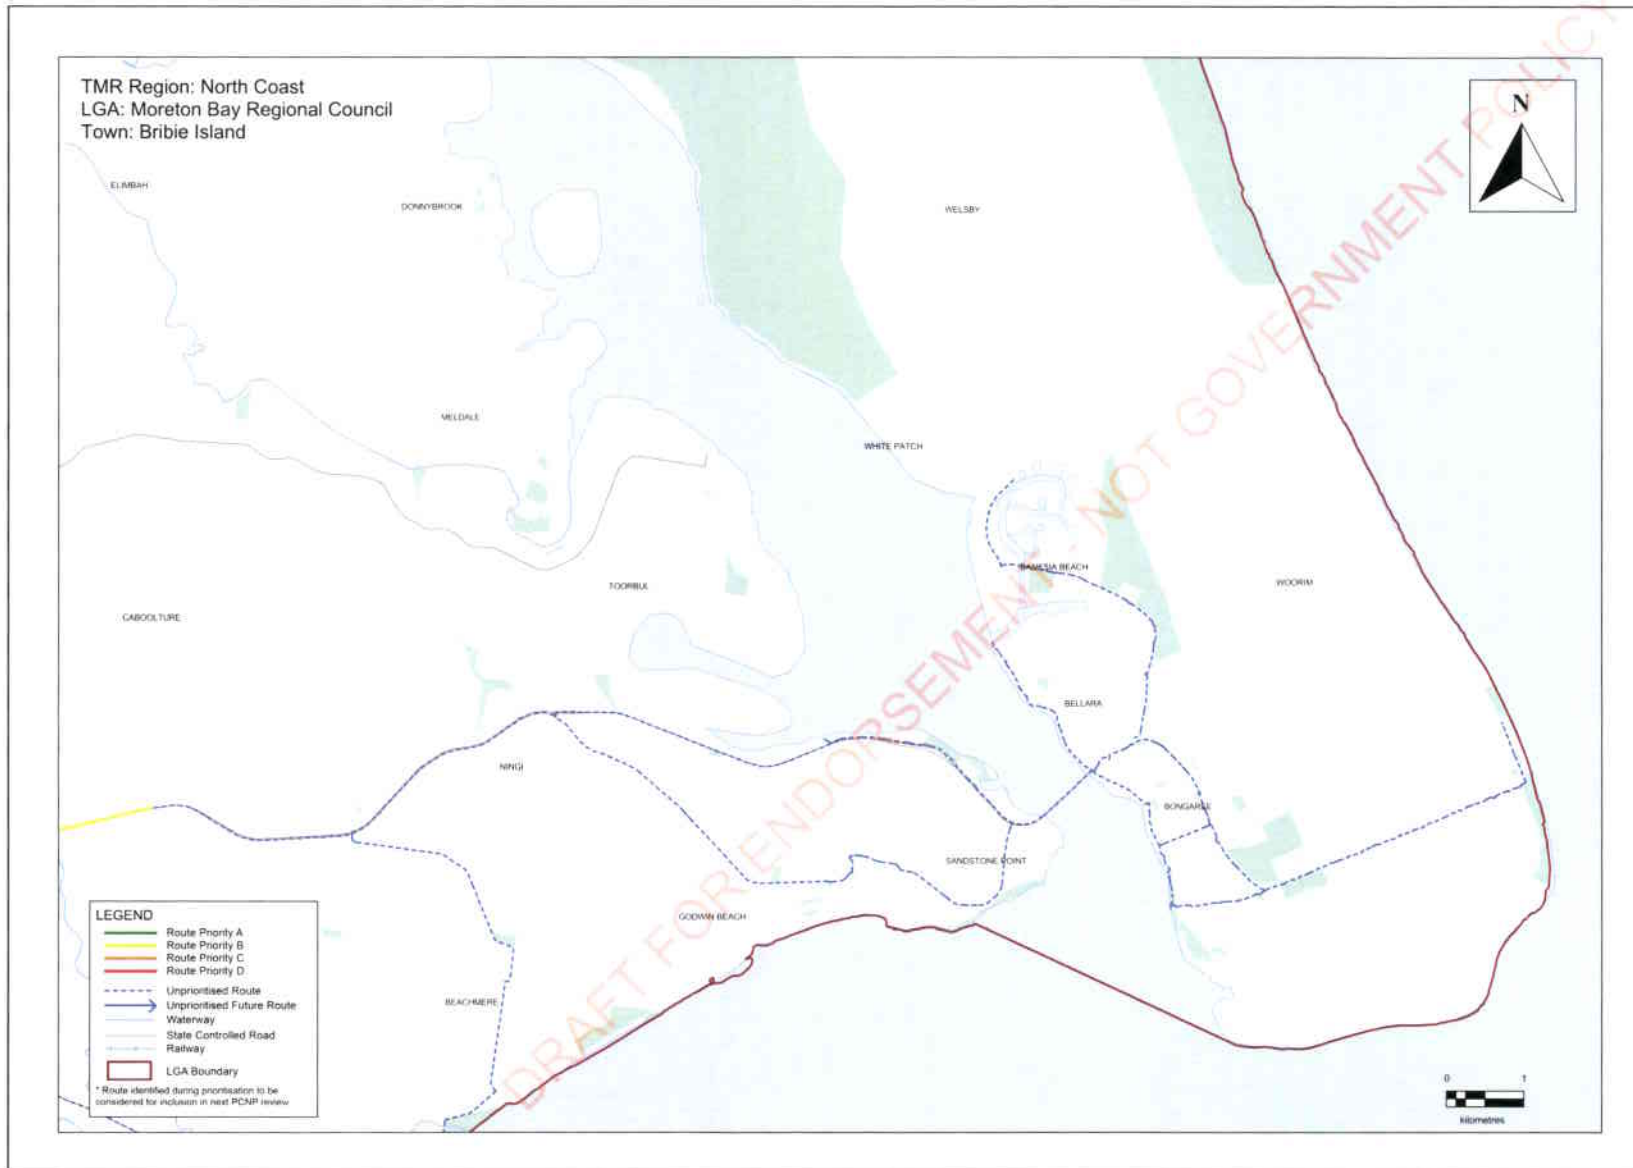 TMR Region: North Coast
LGA: Moreton Bay Regional Council
Town: Bribie Island
N
ELIMBAH
DONNYBROOK
WELSBY
MELDALE
WHITE PATCH
BANKSIA BEACH
WOORIM
TOORBUL
CABOOLTURE
BELLARA
NINGI
BONGAREE
SANDSTONE POINT
GODWIN BEACH
BEACHMERE
LEGEND
Route Priority A
Route Priority B
Route Priority C
Route Priority D
Unprioritised Route
Unprioritised Future Route
Waterway
State Controlled Road
Railway
LGA Boundary
* Route identified during prioritisation to be
considered for inclusion in next PCNP review
0 1
kilometres
DRAFT FOR ENDORSEMENT - NOT GOVERNMENT POLICY